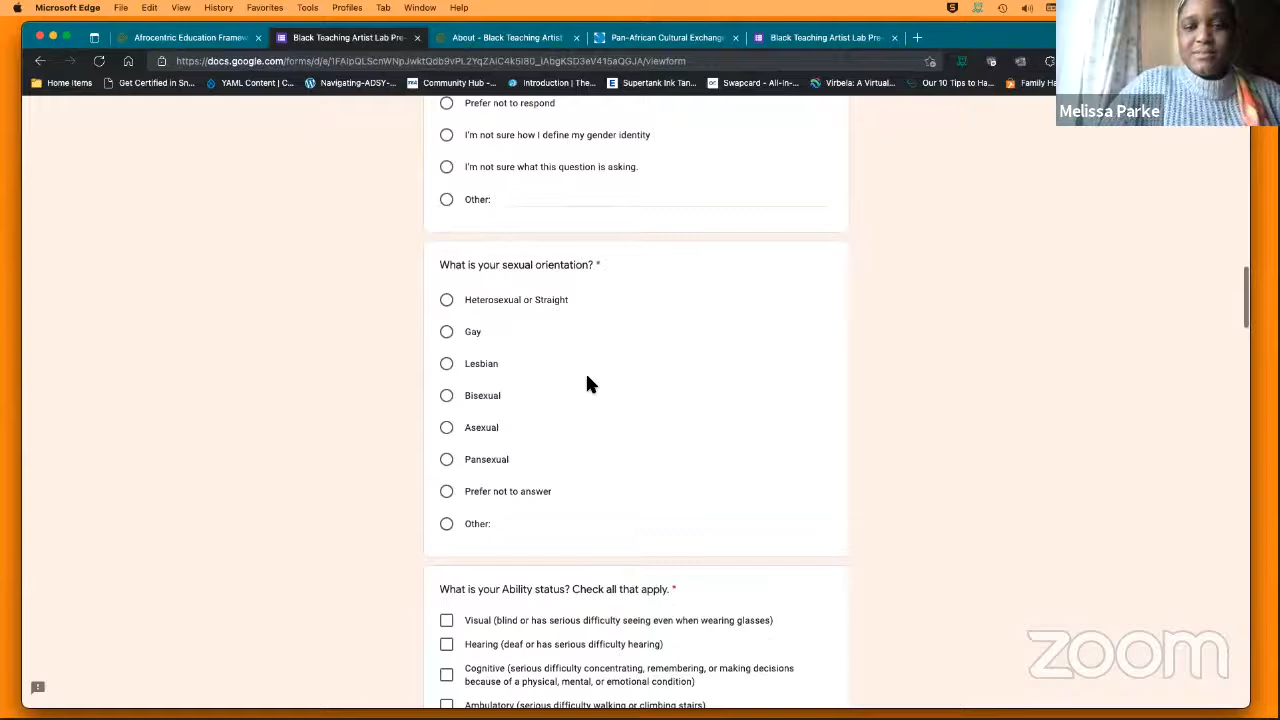 Microsoft Edge File Edit View History Favorites Tools Profiles Tab Window Help
Afrocentric Education Framew Black Teaching Artist Lab Pre- About - Black Teaching Artist Pan-African Cultural Exchang Black Teaching Artist Lab Pre-
Home Items Get Certified in Sn... YAML Content | C... Navigating-ADSY-... Community Hub -... Introduction | The... Supertank Ink Tan... Swapcard - All-in-... Virbela: A Virtual... Our 10 Tips to Ha... Family H
Melissa Parke
Prefer not to respond
I'm not sure how I define my gender identity
I'm not sure what this question is asking.
Other:
What is your sexual orientation? *
Heterosexual or Straight
Gay
Lesbian
Bisexual
Asexual
Pansexual
Prefer not to answer
Other:
What is your Ability status? Check all that apply. *
Visual (blind or has serious difficulty seeing even when wearing glasses)
Hearing (deaf or has serious difficulty hearing)
Cognitive (serious difficulty concentrating, remembering, or making decisions
because of a physical, mental, or emotional condition)
Ambulatory (serious difficulty walking or climbing stairs)
zoom